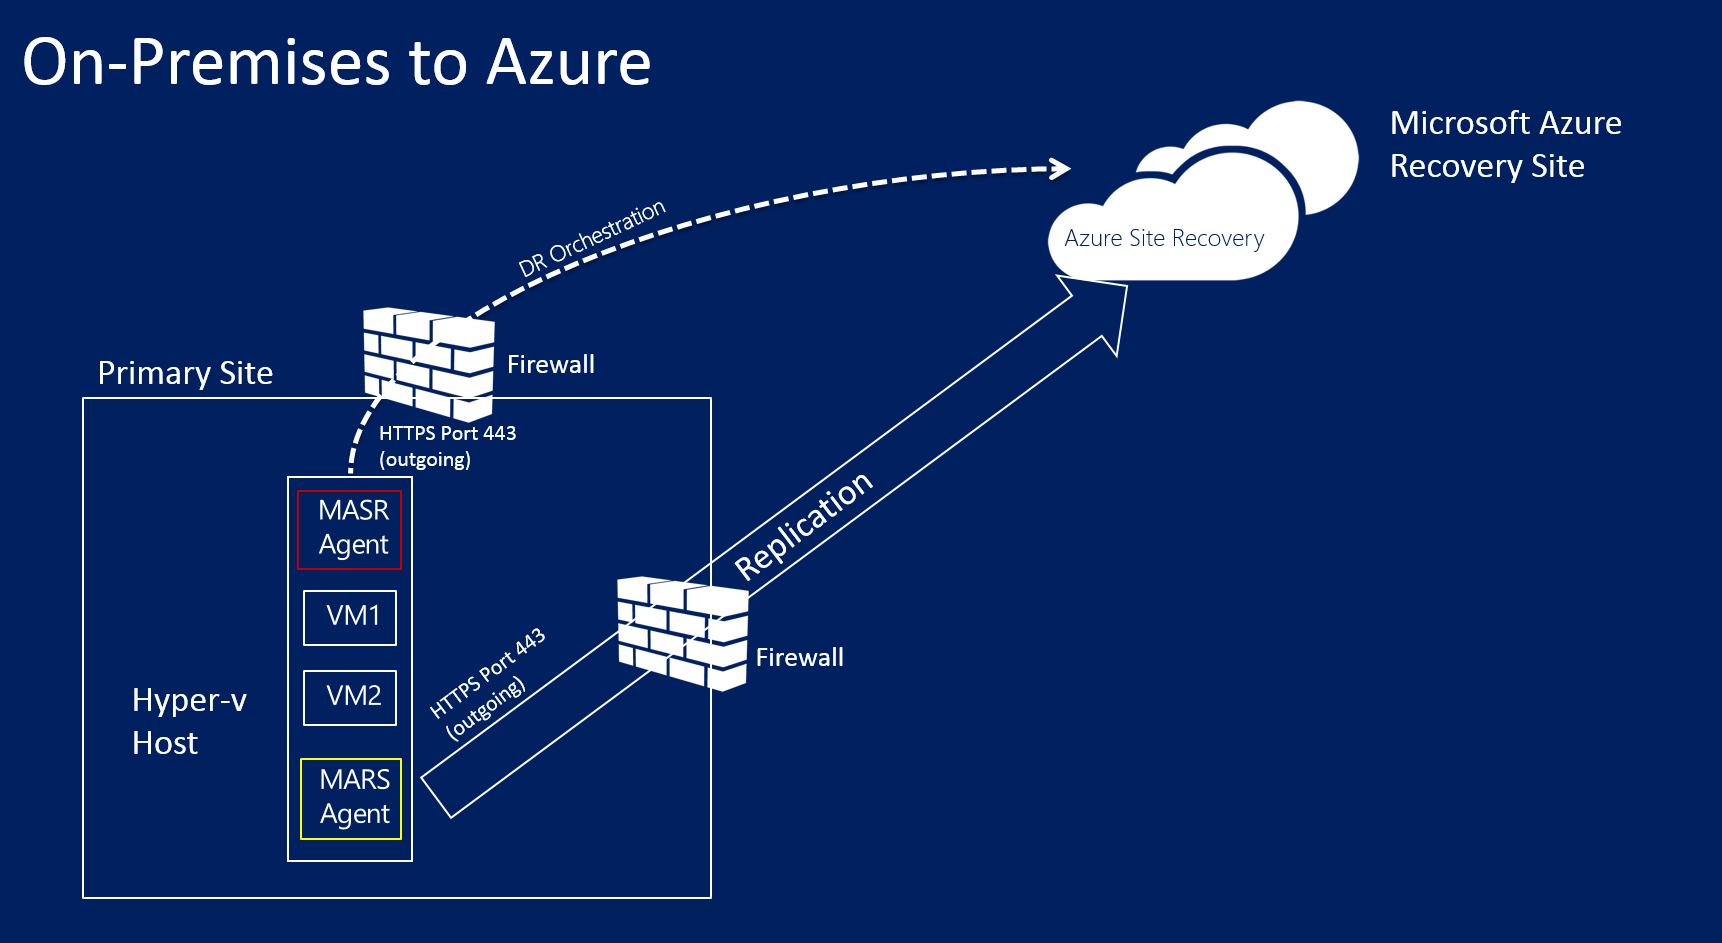 On-Premises to Azure
Microsoft Azure
Recovery Site
Azure Site Recovery
DR Orchestration
Firewall
Primary Site
HTTPS Port 443
(outgoing)
MASR
Agent
VM1
VM2
MARS
Agent
Hyper-v
Host
HTTPS Port 443
(outgoing)
Replication
Firewall